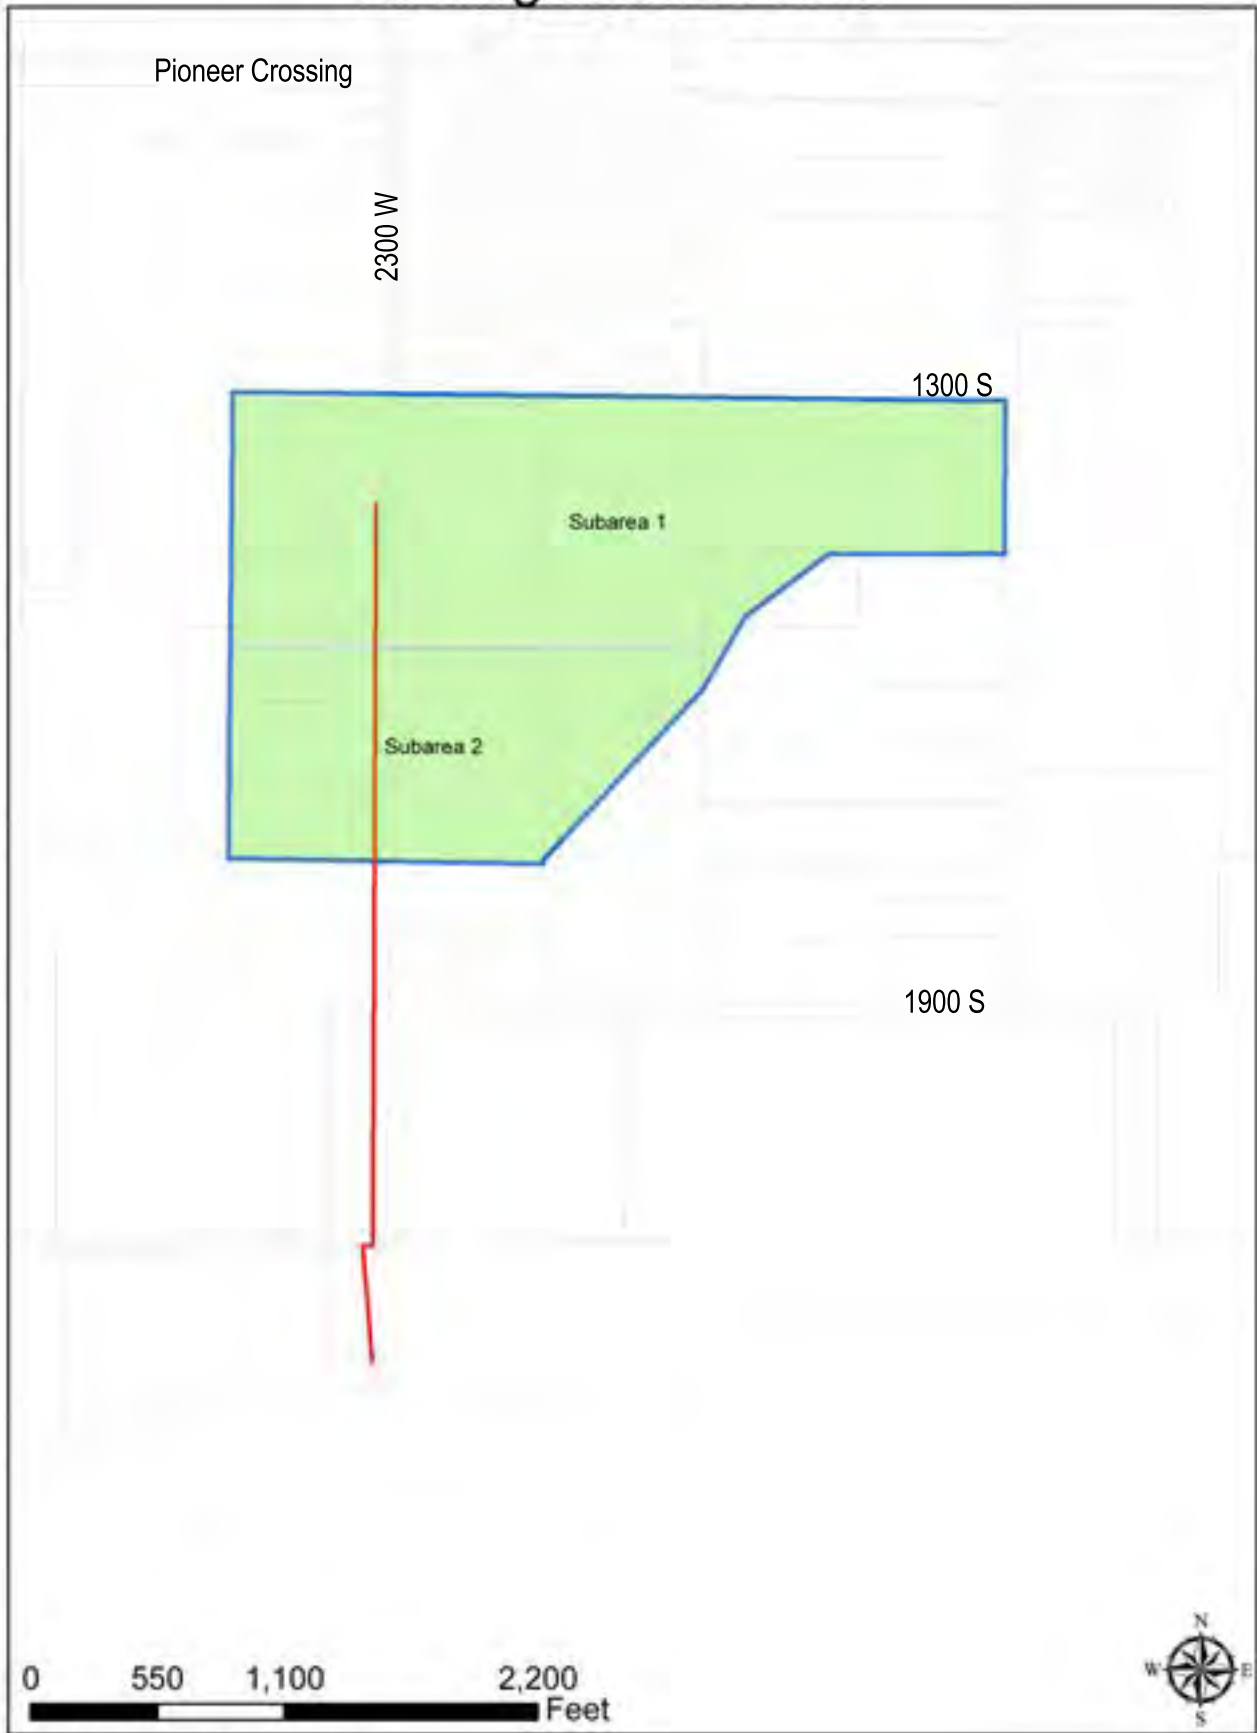 Pioneer Crossing
2300 W
1300 S
Subarea 1
Subarea 2
1900 S
N
W E
S
0 550 1,100 2,200
Feet